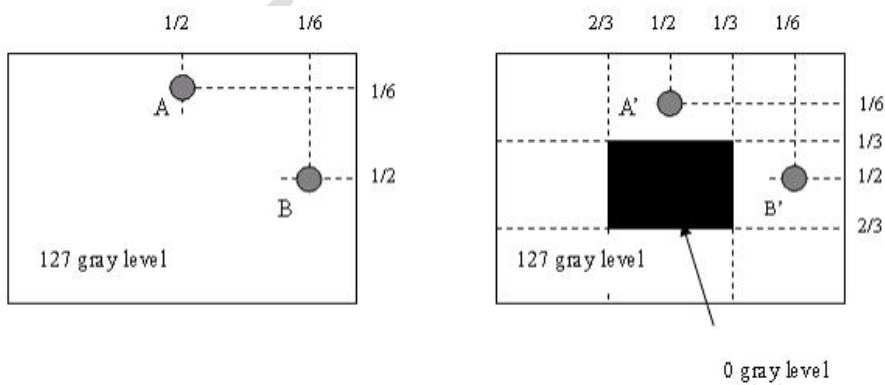 1/2 1/6
1/6
A
1/2
B
127 gray level
2/3 1/2 1/3 1/6
A'
1/6
1/3
1/2
B'
2/3
127 gray level
0 gray level